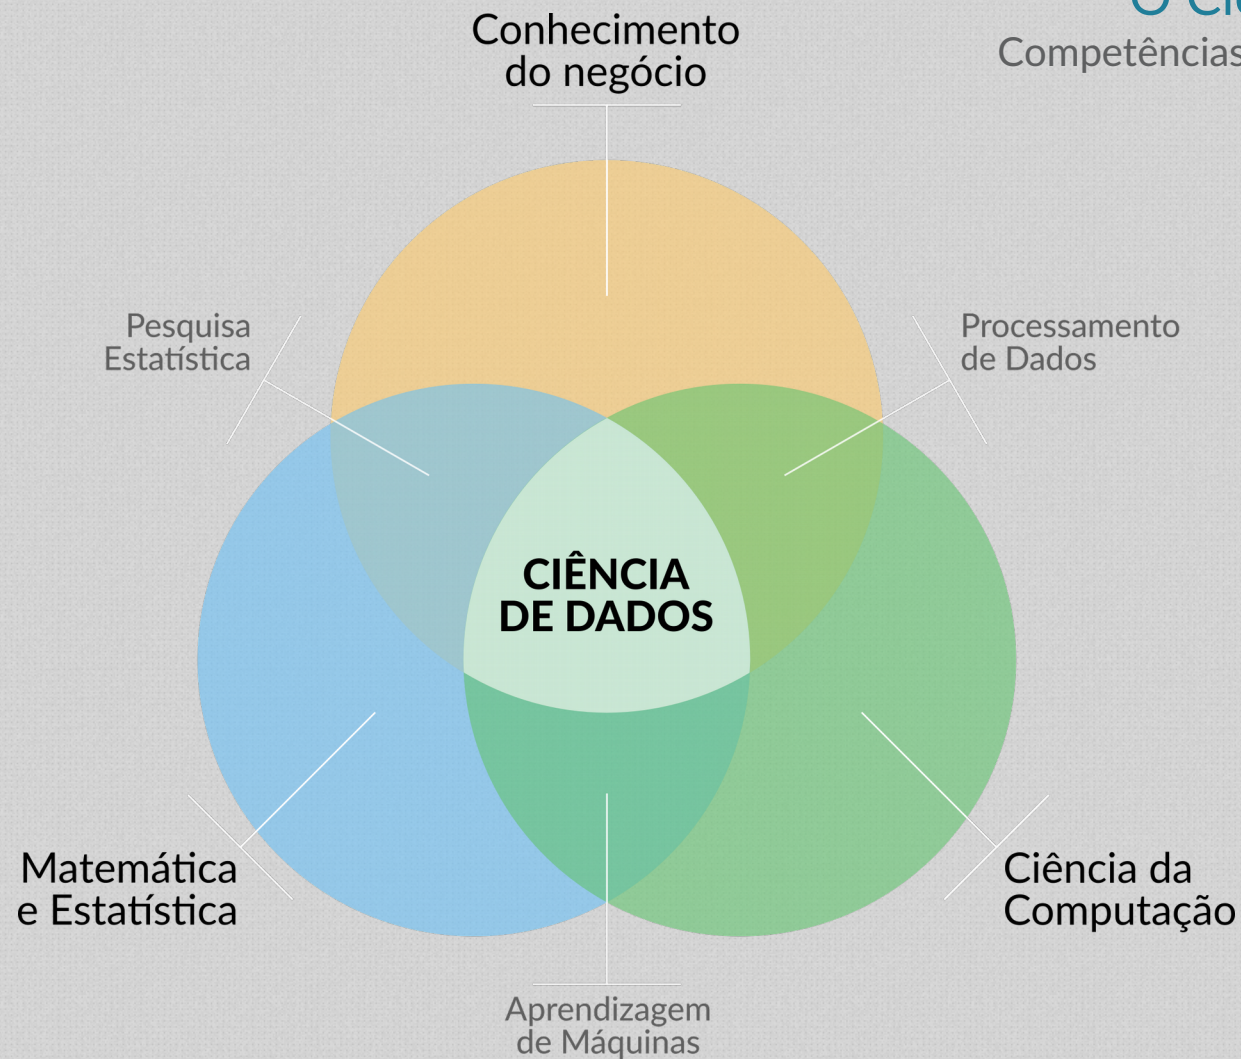 Conhecimento
do negócio
Competências
Pesquisa
Estatística
Processamento
de Dados
CIÊNCIA
DE DADOS
Matemática
e Estatística
Ciência da
Computação
Aprendizagem
de Máquinas